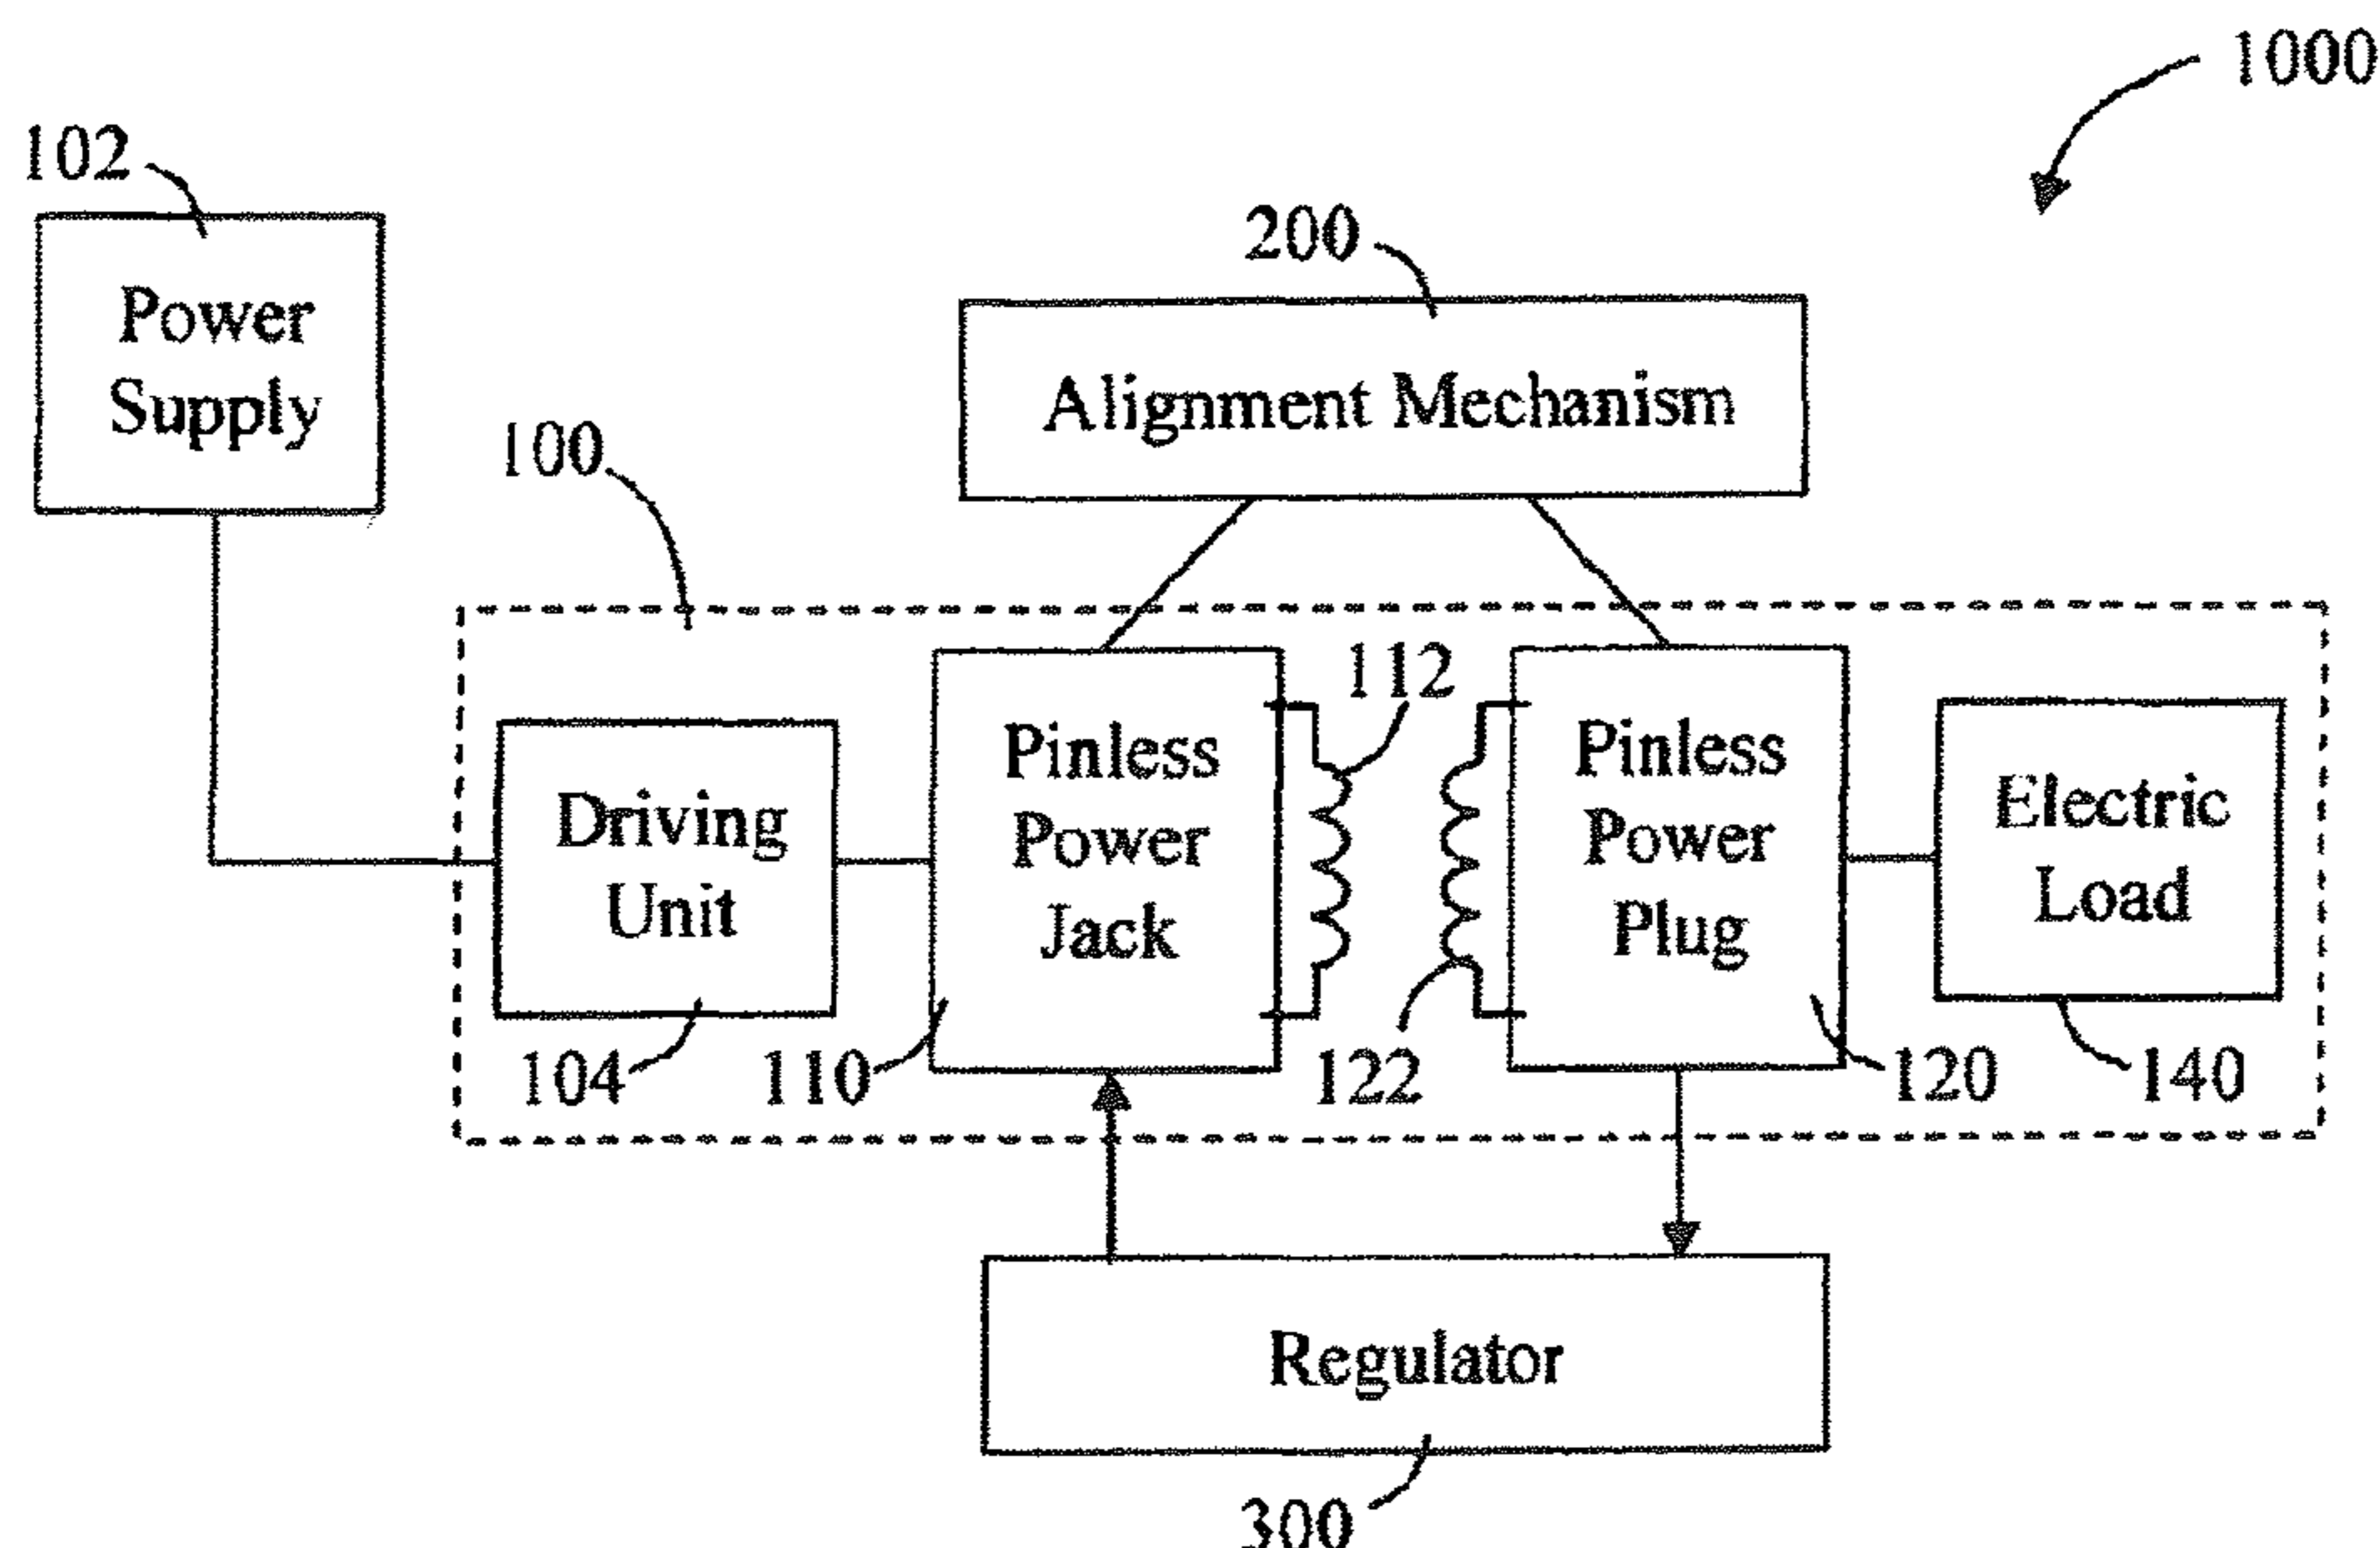 1000
102
Power
Supply
200
Alignment Mechanism
100
112
Driving
Unit
Pinless
Power
Jack
Pinless
Power
Plug
Electric
Load
104
110
122
120
140
Regulator
300